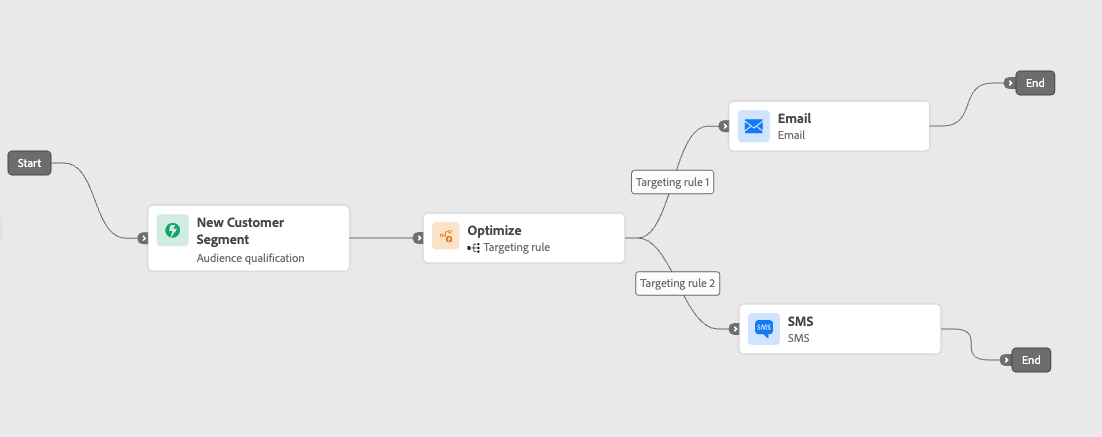 Start
New Customer
Segment
Audience qualification
Optimize
Targeting rule
Targeting rule 1
Email
Email
End
Targeting rule 2
SMS
SMS
SMS
End